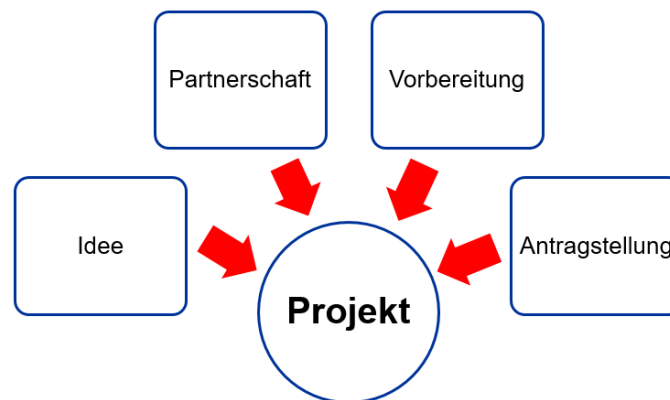 Partnerschaft
Vorbereitung
Idee
Antragstellung
Projekt